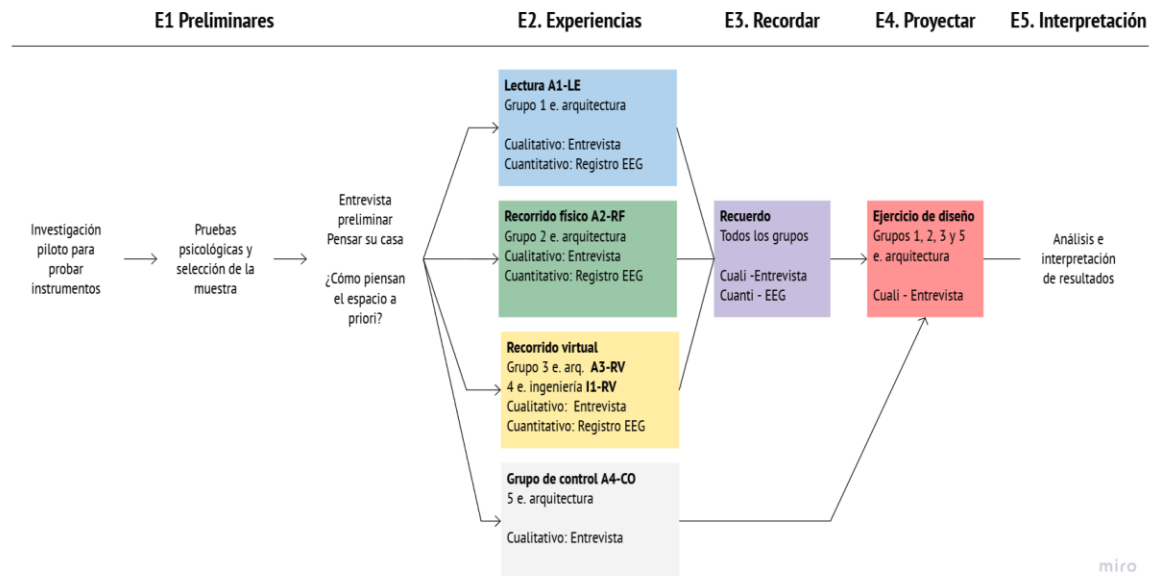 E1 Preliminares
E2. Experiencias
E3. Recordar
E4. Proyectar
E5. Interpretación
Investigación
piloto para
probar
instrumentos
Pruebas
psicológicas y
selección de la
muestra
Entrevista
preliminar
Pensar su casa
¿Cómo piensan
el espacio a
priori?
Lectura A1-LE
Grupo 1 e. arquitectura
Cualitativo: Entrevista
Cuantitativo: Registro EEG
Recorrido físico A2-RF
Grupo 2 e. arquitectura
Cualitativo: Entrevista
Cuantitativo: Registro EEG
Recorrido virtual
Grupo 3 e. arq. A3-RV
4 e. ingeniería I1-RV
Cualitativo: Entrevista
Cuantitativo: Registro EEG
Grupo de control A4-CO
5 e. arquitectura
Cualitativo: Entrevista
Recuerdo
Todos los grupos
Cuali -Entrevista
Cuanti - EEG
Ejercicio de diseño
Grupos 1, 2, 3 y 5
e. arquitectura
Cuali - Entrevista
Análisis e
interpretación
de resultados
miro